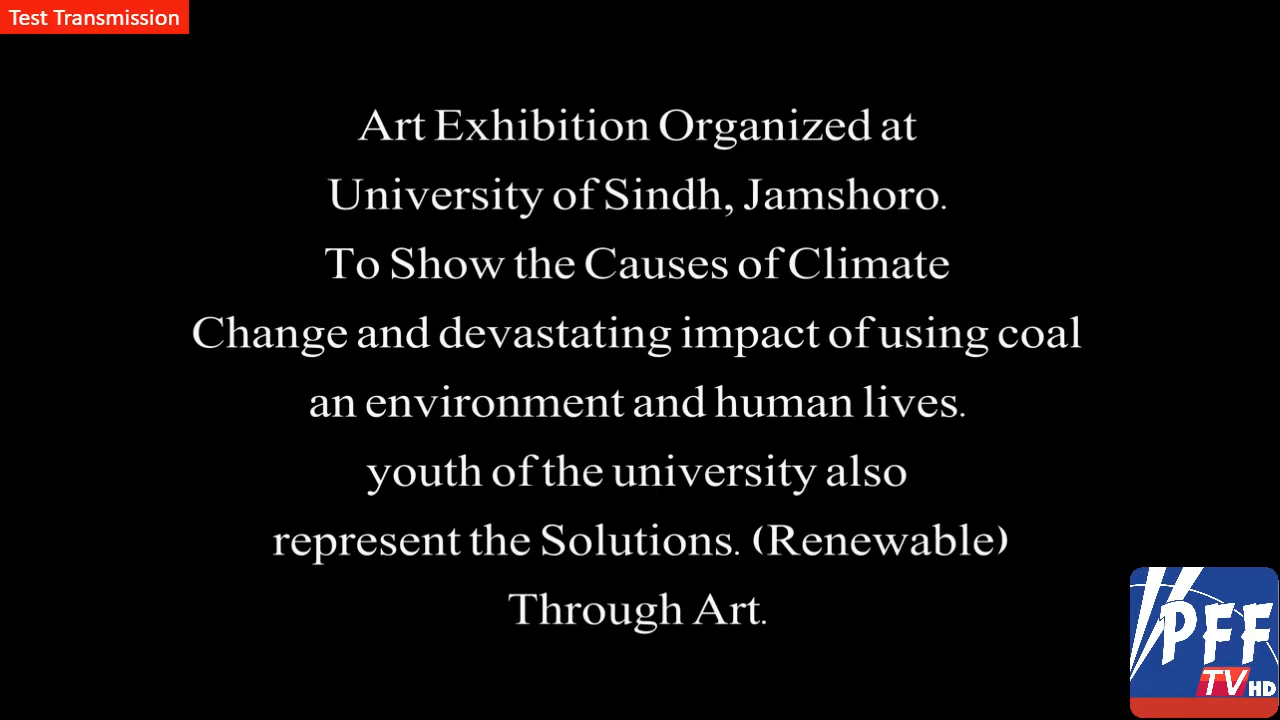 Test Transmission
Art Exhibition Organized at
University of Sindh, Jamshoro.
To Show the Causes of Climate
Change and devastating impact of using coal
an environment and human lives.
youth of the university also
represent the Solutions. (Renewable)
Through Art.
PFF
TV HD